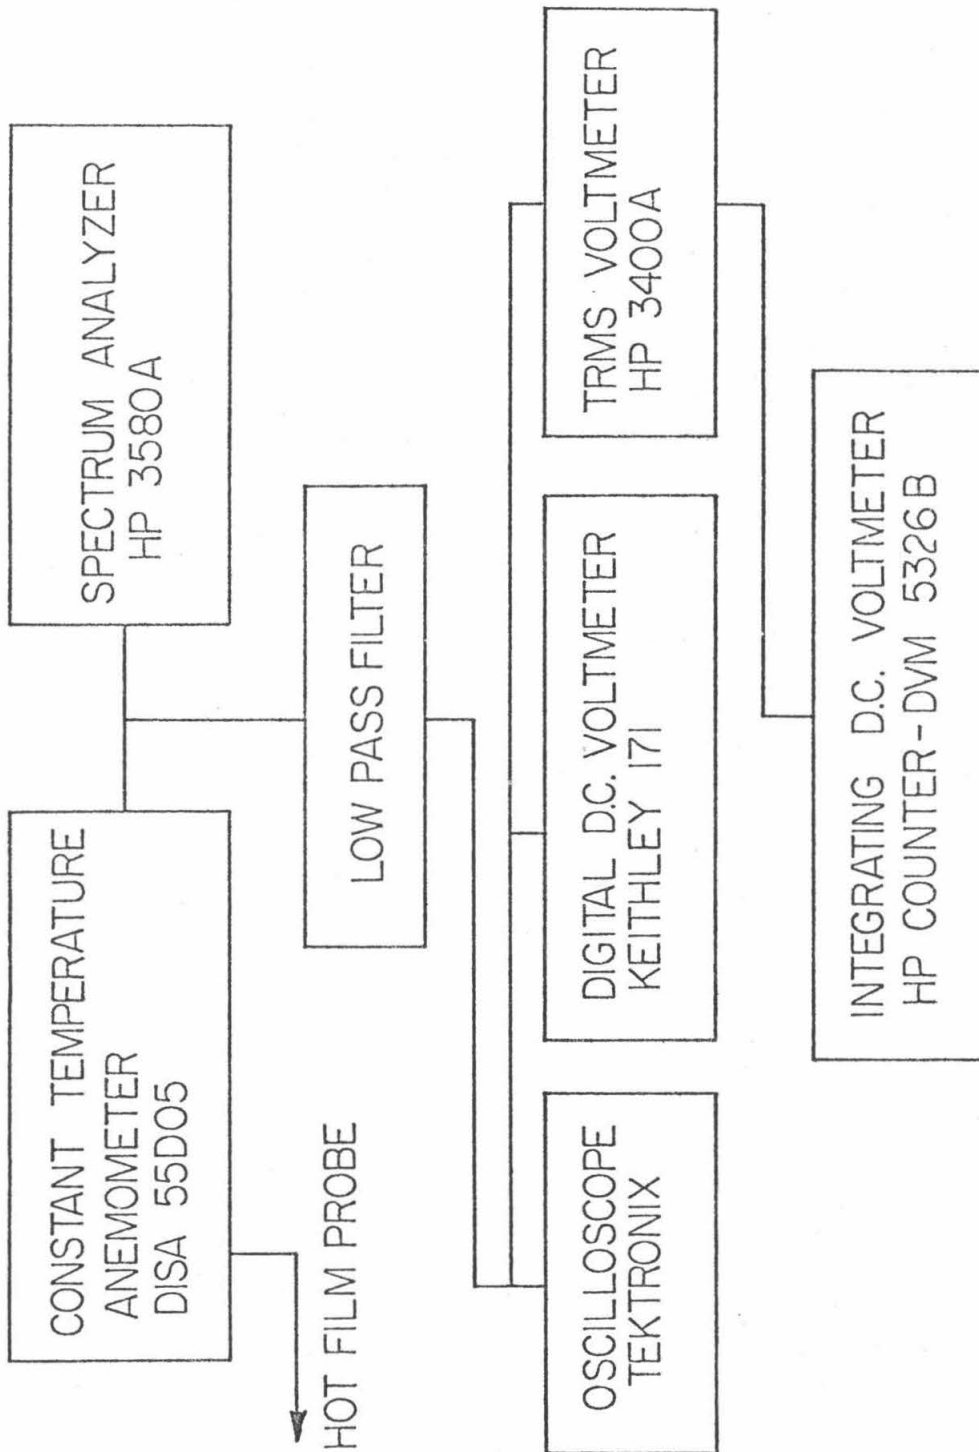 CONSTANT TEMPERATURE
ANEMOMETER
DISA 55D05
SPECTRUM ANALYZER
HP 3580A
HOT FILM PROBE
LOW PASS FILTER
OSCILLOSCOPE
TEKTRONIX
DIGITAL D.C. VOLTMETER
KEITHLEY 171
TRMS VOLTMETER
HP 3400A
INTEGRATING D.C. VOLTMETER
HP COUNTER-DVM 5326B